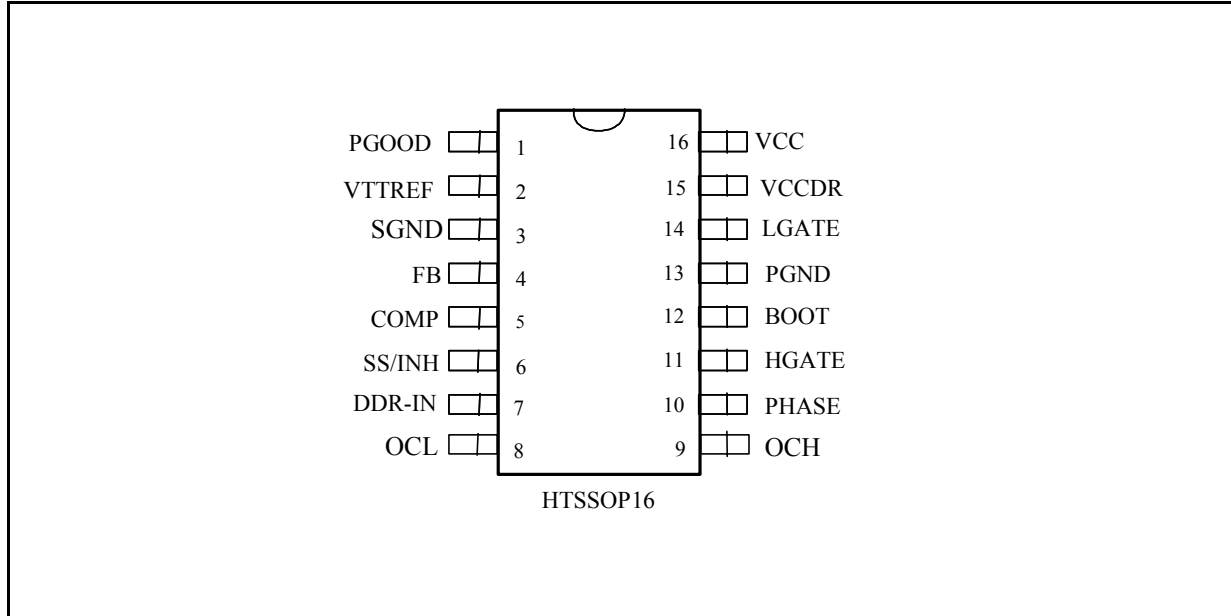 PGOOD 1 16 VCC
VTTREF 2 15 VCCDR
SGND 3 14 LGATE
FB 4 13 PGND
COMP 5 12 BOOT
SS/INH 6 11 HGATE
DDR-IN 7 10 PHASE
OCL 8 9 OCH
HTSSOP16